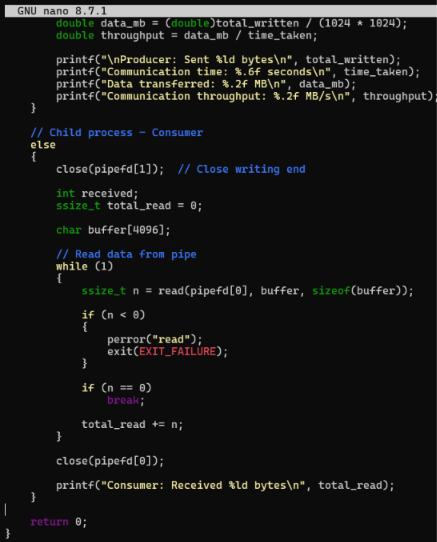 GNU nano 8.7.1
        double data_mb = (double)total_written / (1024 * 1024);
        double throughput = data_mb / time_taken;

        printf("\nProducer: Sent %ld bytes\n", total_written);
        printf("Communication time: %.6f seconds\n", time_taken);
        printf("Data transferred: %.2f MB\n", data_mb);
        printf("Communication throughput: %.2f MB/s\n", throughput);
    }

    // Child process - Consumer
    else
    {
        close(pipefd[1]);  // Close writing end

        int received;
        ssize_t total_read = 0;

        char buffer[4096];

        // Read data from pipe
        while (1)
        {
            ssize_t n = read(pipefd[0], buffer, sizeof(buffer));

            if (n < 0)
            {
                perror("read");
                exit(EXIT_FAILURE);
            }

            if (n == 0)
                break;

            total_read += n;
        }

        close(pipefd[0]);

        printf("Consumer: Received %ld bytes\n", total_read);
    }

    return 0;
}